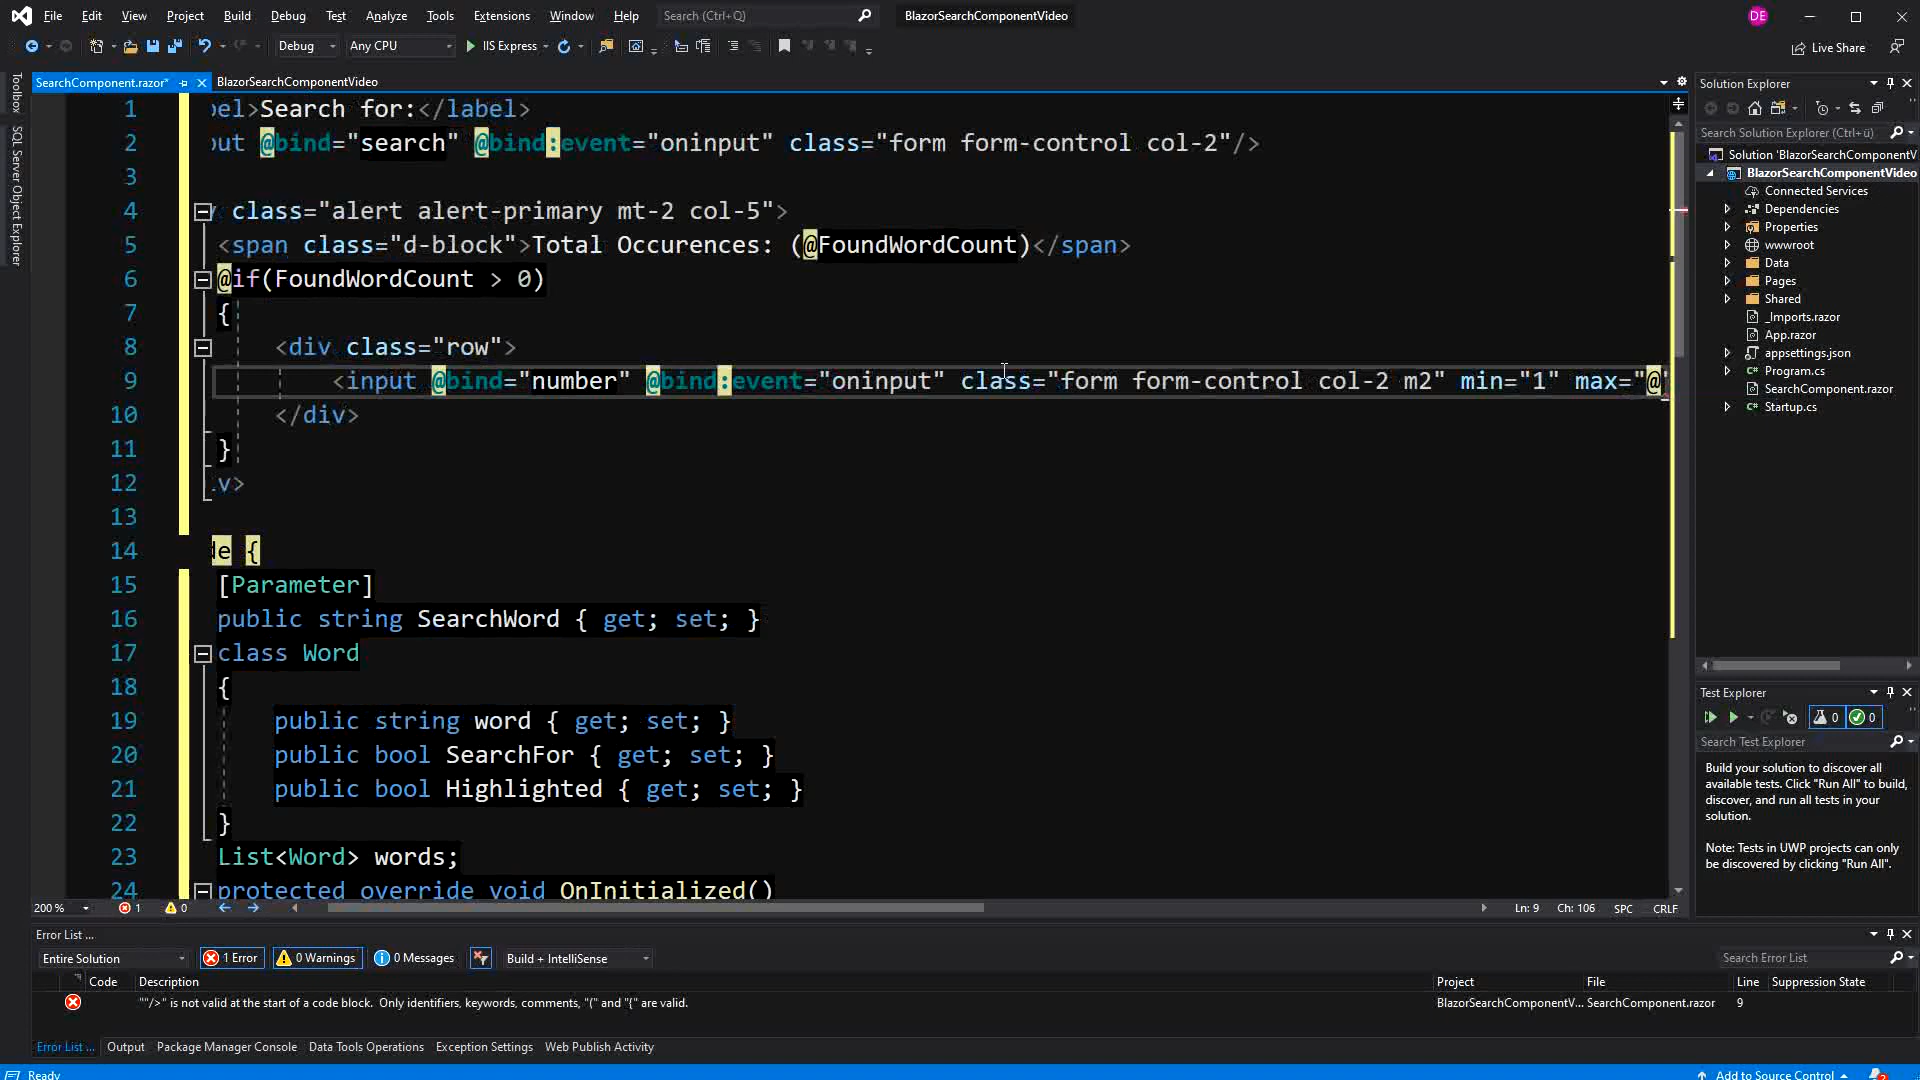 File Edit View Project Build Debug Test Analyze Tools Extensions Window Help Search (Ctrl+Q) BlazorSearchComponentVideo DE
Debug Any CPU IIS Express Live Share
SearchComponent.razor* BlazorSearchComponentVideo
Toolbox
SQL Server Object Explorer
1 bel>Search for:</label>
2 put @bind="search" @bind:event="oninput" class="form form-control col-2"/>
3
4 class="alert alert-primary mt-2 col-5">
5 <span class="d-block">Total Occurences: (@FoundWordCount)</span>
6 @if(FoundWordCount > 0)
7 {
8 <div class="row">
9 <input @bind="number" @bind:event="oninput" class="form form-control col-2 m2" min="1" max="@"
10 </div>
11 }
12 iv>
13
14 de {
15 [Parameter]
16 public string SearchWord { get; set; }
17 class Word
18 {
19 public string word { get; set; }
20 public bool SearchFor { get; set; }
21 public bool Highlighted { get; set; }
22 }
23 List<Word> words;
24 protected override void OnInitialized()
200 % 1 0 Ln: 9 Ch: 106 SPC CRLF
Solution Explorer
Search Solution Explorer (Ctrl+ü)
Solution 'BlazorSearchComponentV
BlazorSearchComponentVideo
Connected Services
Dependencies
Properties
wwwroot
Data
Pages
Shared
_Imports.razor
App.razor
appsettings.json
Program.cs
SearchComponent.razor
Startup.cs
Test Explorer
0 0
Search Test Explorer
Build your solution to discover all
available tests. Click "Run All" to build,
discover, and run all tests in your
solution.
Note: Tests in UWP projects can only
be discovered by clicking "Run All".
Error List ...
Entire Solution 1 Error 0 Warnings 0 Messages Build + IntelliSense Search Error List
Code Description Project File Line Suppression State
""/>" is not valid at the start of a code block. Only identifiers, keywords, comments, "(" and "{" are valid. BlazorSearchComponentV... SearchComponent.razor 9
Error List ... Output Package Manager Console Data Tools Operations Exception Settings Web Publish Activity
Ready Add to Source Control 2